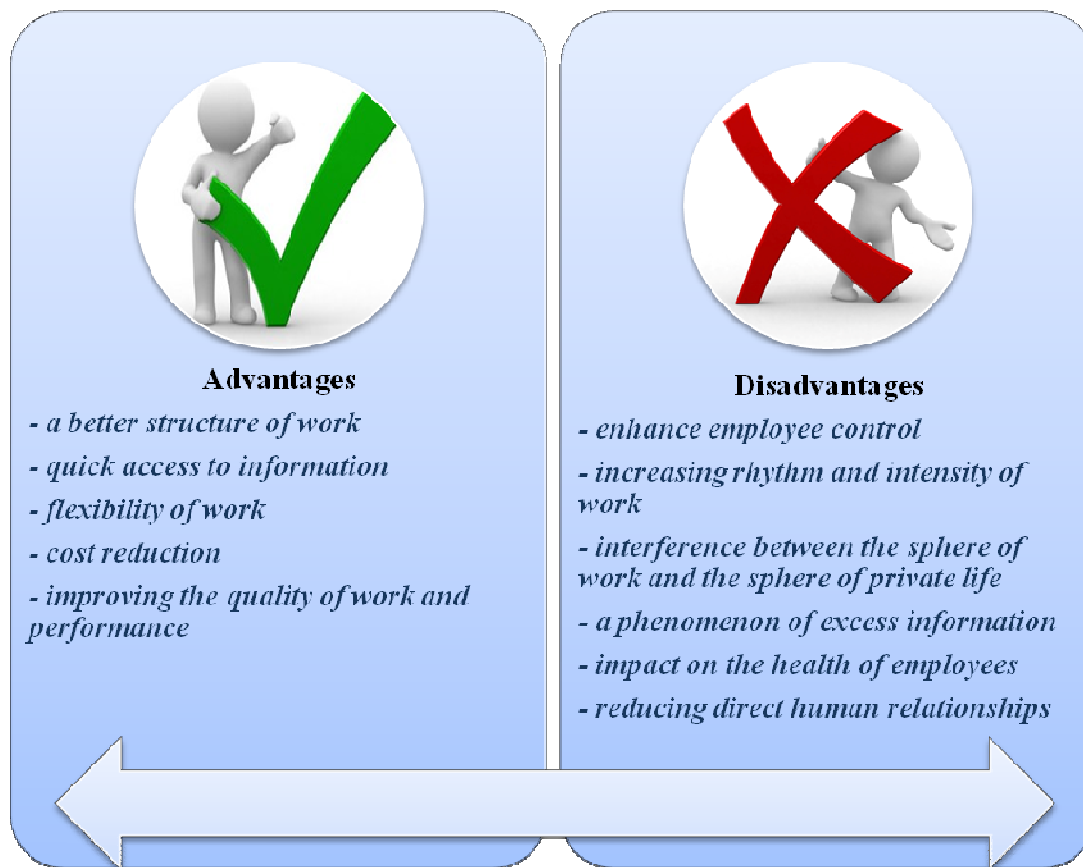 Advantages
- a better structure of work
- quick access to information
- flexibility of work
- cost reduction
- improving the quality of work and
performance
Disadvantages
- enhance employee control
- increasing rhythm and intensity of
work
- interference between the sphere of
work and the sphere of private life
- a phenomenon of excess information
- impact on the health of employees
- reducing direct human relationships